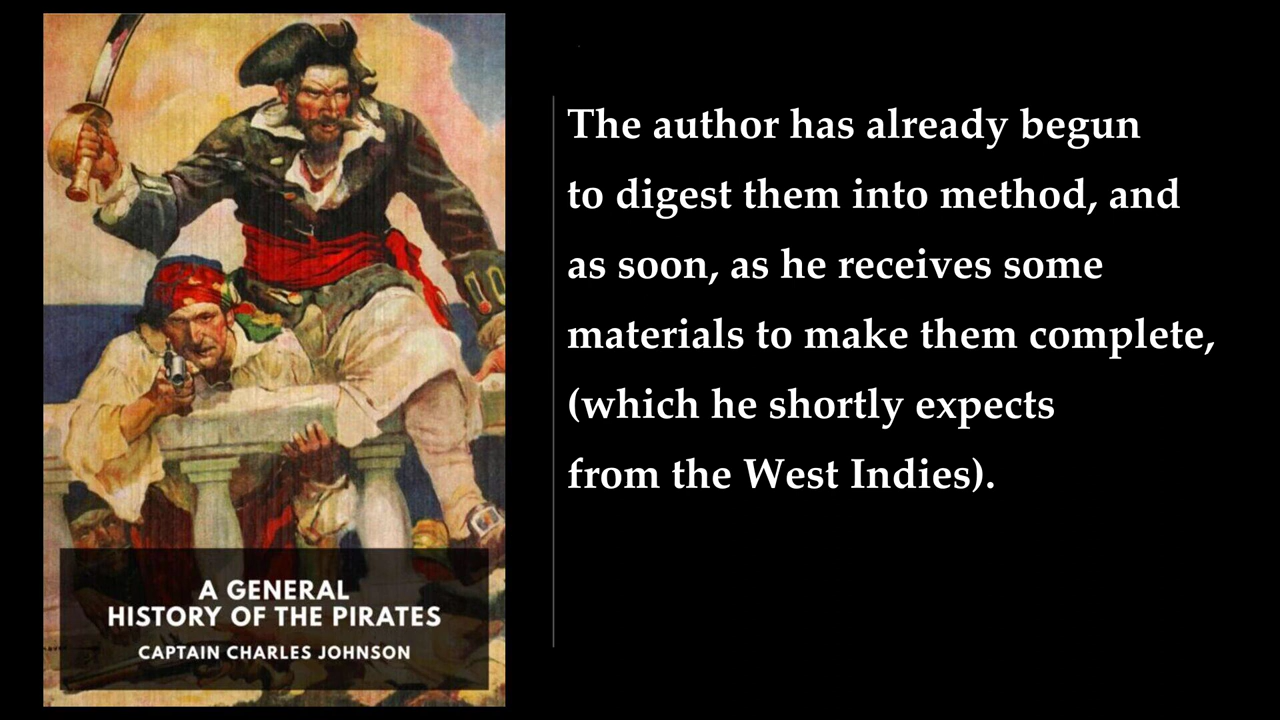 The author has already begun
to digest them into method, and
as soon, as he receives some
materials to make them complete,
(which he shortly expects
from the West Indies).
A GENERAL
HISTORY OF THE PIRATES
CAPTAIN CHARLES JOHNSON